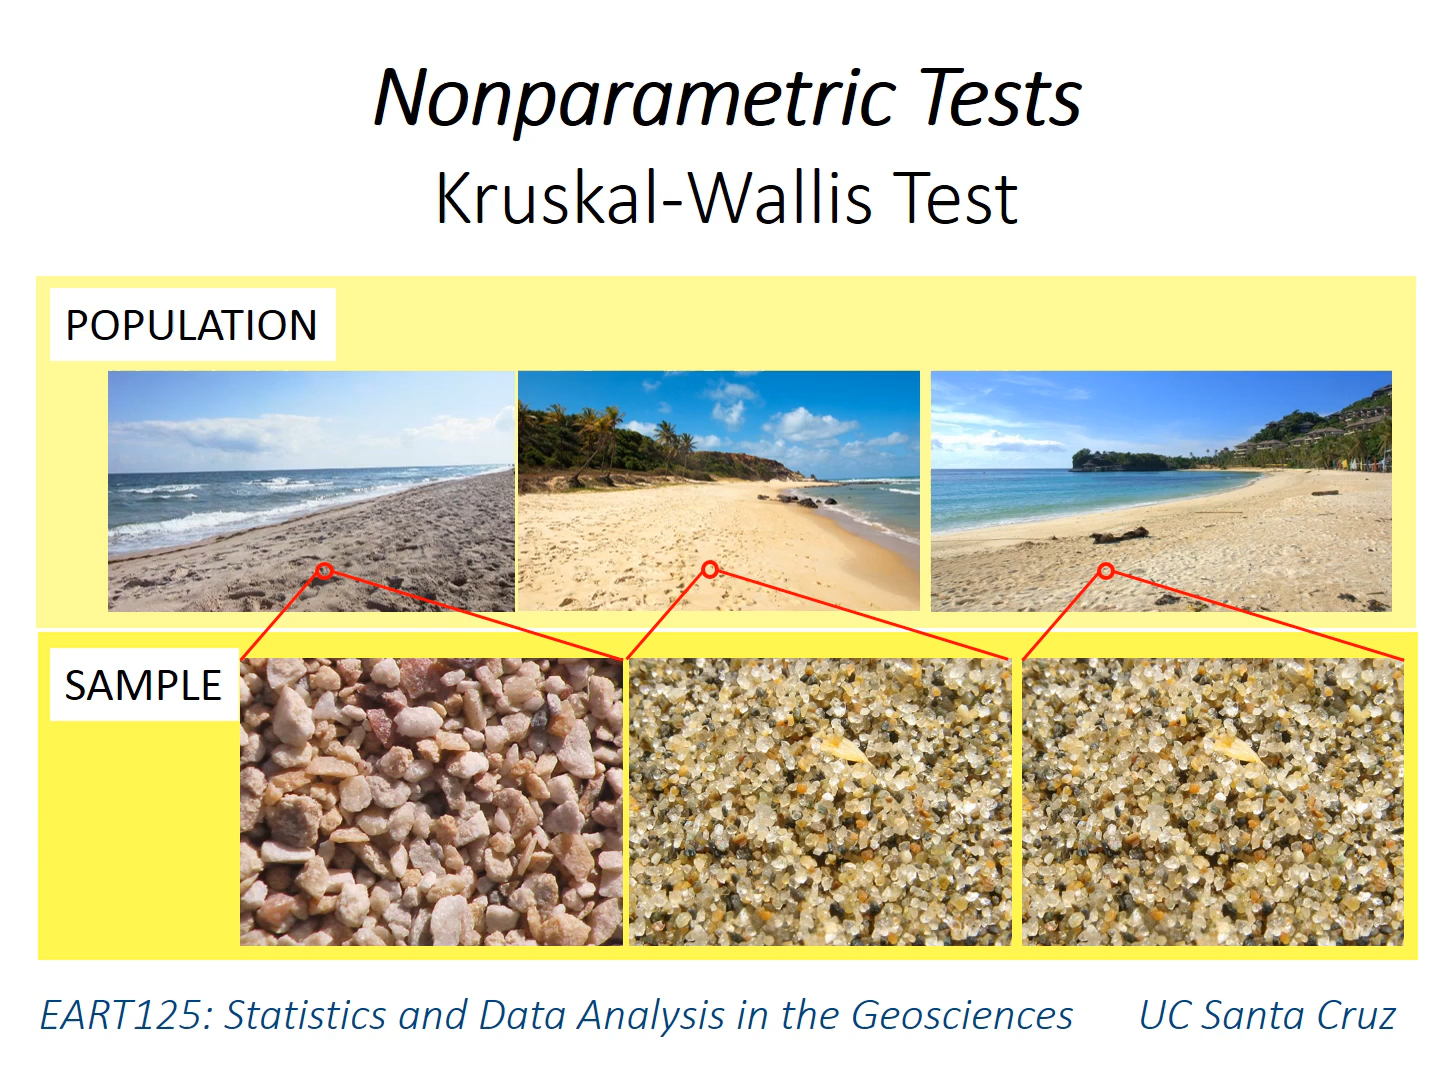 Nonparametric Tests
Kruskal-Wallis Test
POPULATION
SAMPLE
EART125: Statistics and Data Analysis in the Geosciences UC Santa Cruz